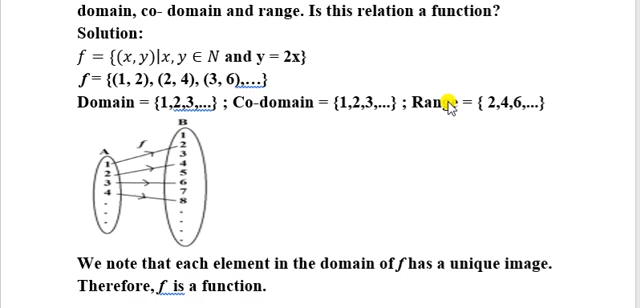 domain, co- domain and range. Is this relation a function?
Solution:
f = {(x, y)|x, y ∈ N and y = 2x}
f = {(1, 2), (2, 4), (3, 6),...}
Domain = {1,2,3,...} ; Co-domain = {1,2,3,...} ; Range = { 2,4,6,...}
A f B
1 1
2 2
3 3
4 4
5
6
7
8
We note that each element in the domain of f has a unique image.
Therefore, f is a function.